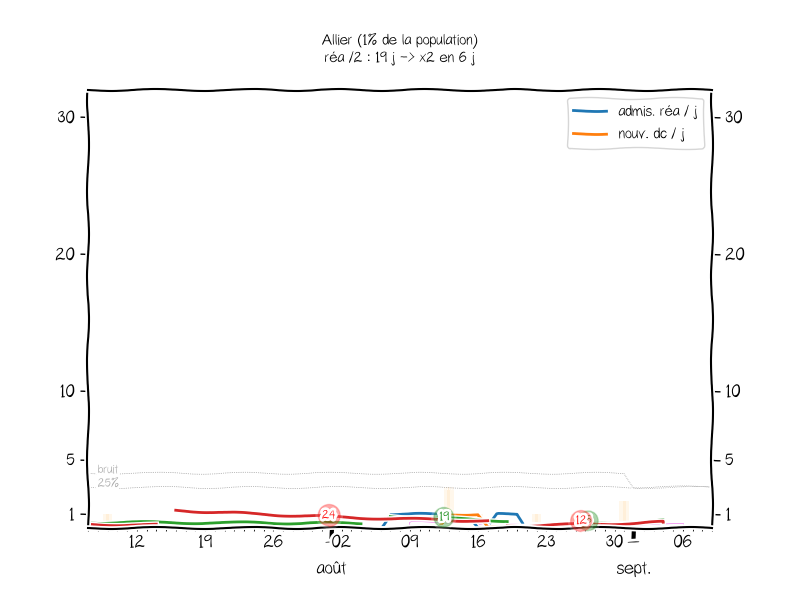 Allier (1% de la population)
réa /2 : 19 j -> x2 en 6 j
admis. réa / j
nouv. dc / j
30 30
20 20
10 10
5 5
bruit
25%
1 1
24 19 12
12 19 26 02 09 16 23 30 06
août sept.